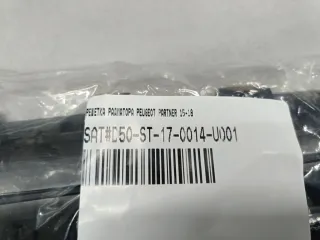 РЕШЕТКА РАДИАТОРА PEUGEOT PARTNER 15-18
SAT#D50-ST-17-0014-U001